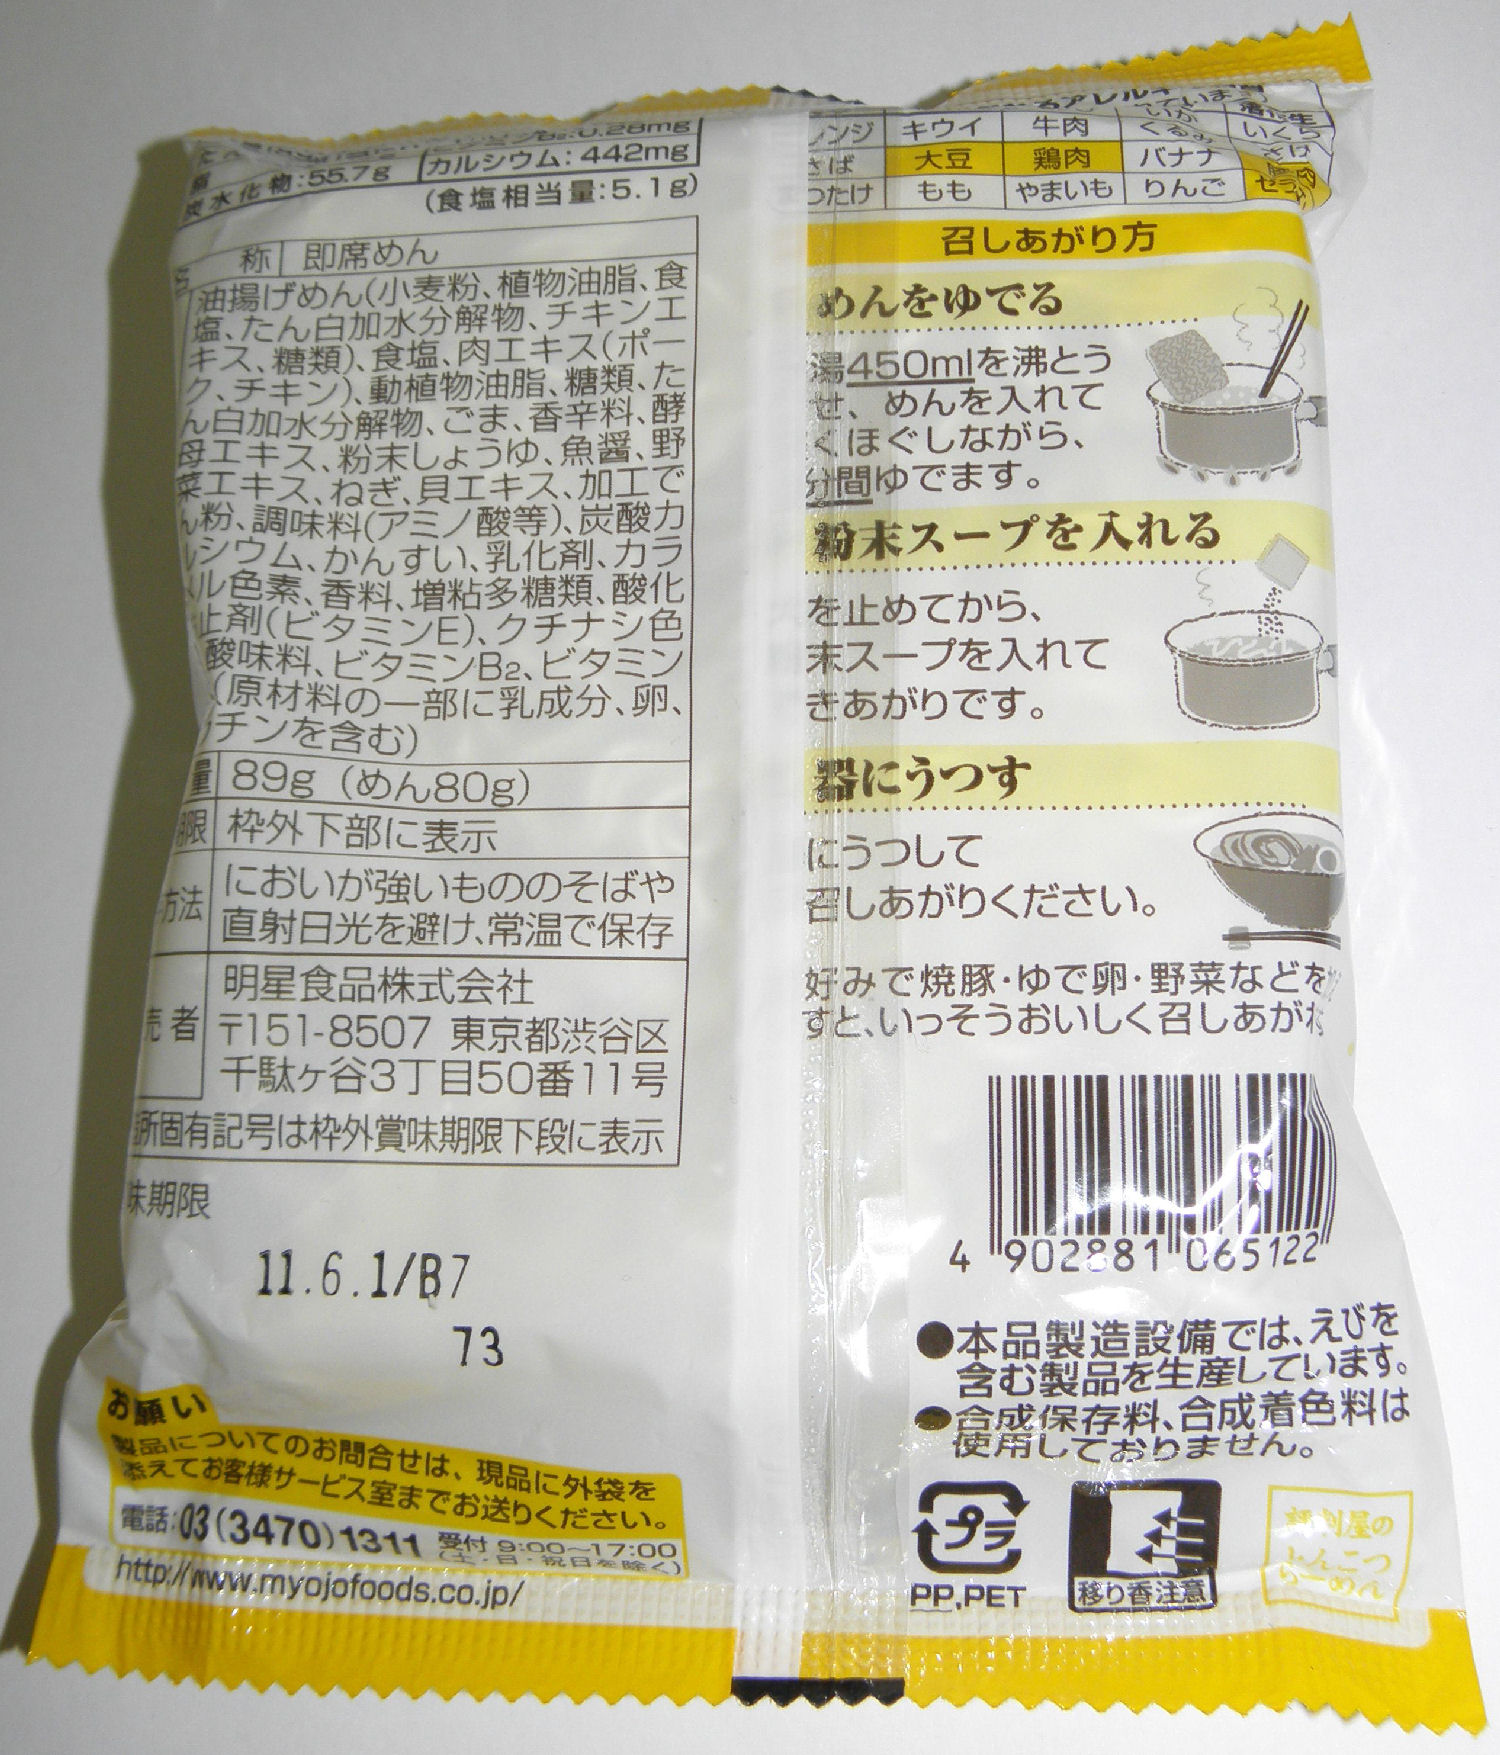 カルシウム:442mg
炭水化物:55.7g
(食塩相当量:5.1g)
称 即席めん
油揚げめん(小麦粉、植物油脂、食
塩、たん白加水分解物、チキンエ
キス、糖類)、食塩、肉エキス(ポー
ク、チキン)、動植物油脂、糖類、た
ん白加水分解物、ごま、香辛料、酵
母エキス、粉末しょうゆ、魚醤、野
菜エキス、ねぎ、貝エキス、加工で
ん粉、調味料(アミノ酸等)、炭酸カ
ルシウム、かんすい、乳化剤、カラ
メル色素、香料、増粘多糖類、酸化
止剤(ビタミンE)、クチナシ色
酸味料、ビタミンB2、ビタミン
(原材料の一部に乳成分、卵、
チンを含む)
量 89g (めん80g)
期限 枠外下部に表示
方法 においが強いもののそばや
直射日光を避け、常温で保存
売者 明星食品株式会社
〒151-8507 東京都渋谷区
千駄ヶ谷3丁目50番11号
所固有記号は枠外賞味期限下段に表示
味期限
11.6.1/B7
73
お願い
製品についてのお問合せは、現品に外袋を
添えてお客様サービス室までお送りください。
電話:03(3470)1311 受付 9:00~17:00
(土・日・祝日を除く)
http://www.myojofoods.co.jp/
ンジ キウイ 牛肉 くるみ いくら
さば 大豆 鶏肉 バナナ さけ
つたけ もも やまいも りんご
召しあがり方
めんをゆでる
湯450mlを沸とう
せ、めんを入れて
くほぐしながら、
分間ゆでます。
粉末スープを入れる
を止めてから、
末スープを入れて
きあがりです。
器にうつす
にうつして
召しあがりください。
好みで焼豚・ゆで卵・野菜などを
すと、いっそうおいしく召しあがれ
4 902881 065122
●本品製造設備では、えびを
含む製品を生産しています。
●合成保存料、合成着色料は
使用しておりません。
プラ
PP,PET
移り香注意
屋の
とんこつ
らーめん